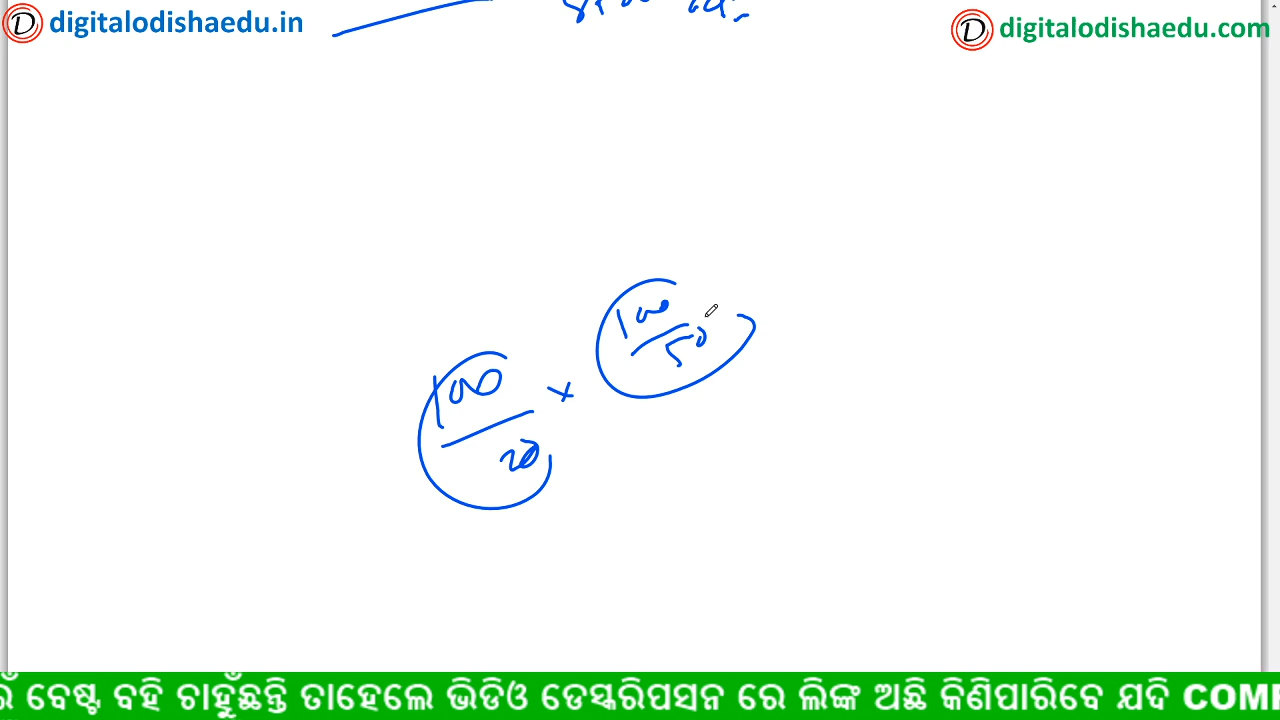 digitalodishaedu.in
digitalodishaedu.com
100
50
100 ×
20
ବେଷ୍ଟ ବହି ଚାହୁଁଛନ୍ତି ତାହେଲେ ଭିଡିଓ ଡେସ୍କରିପସନ ରେ ଲିଙ୍କ ଅଛି କିଣିପାରିବେ ଯଦି COM